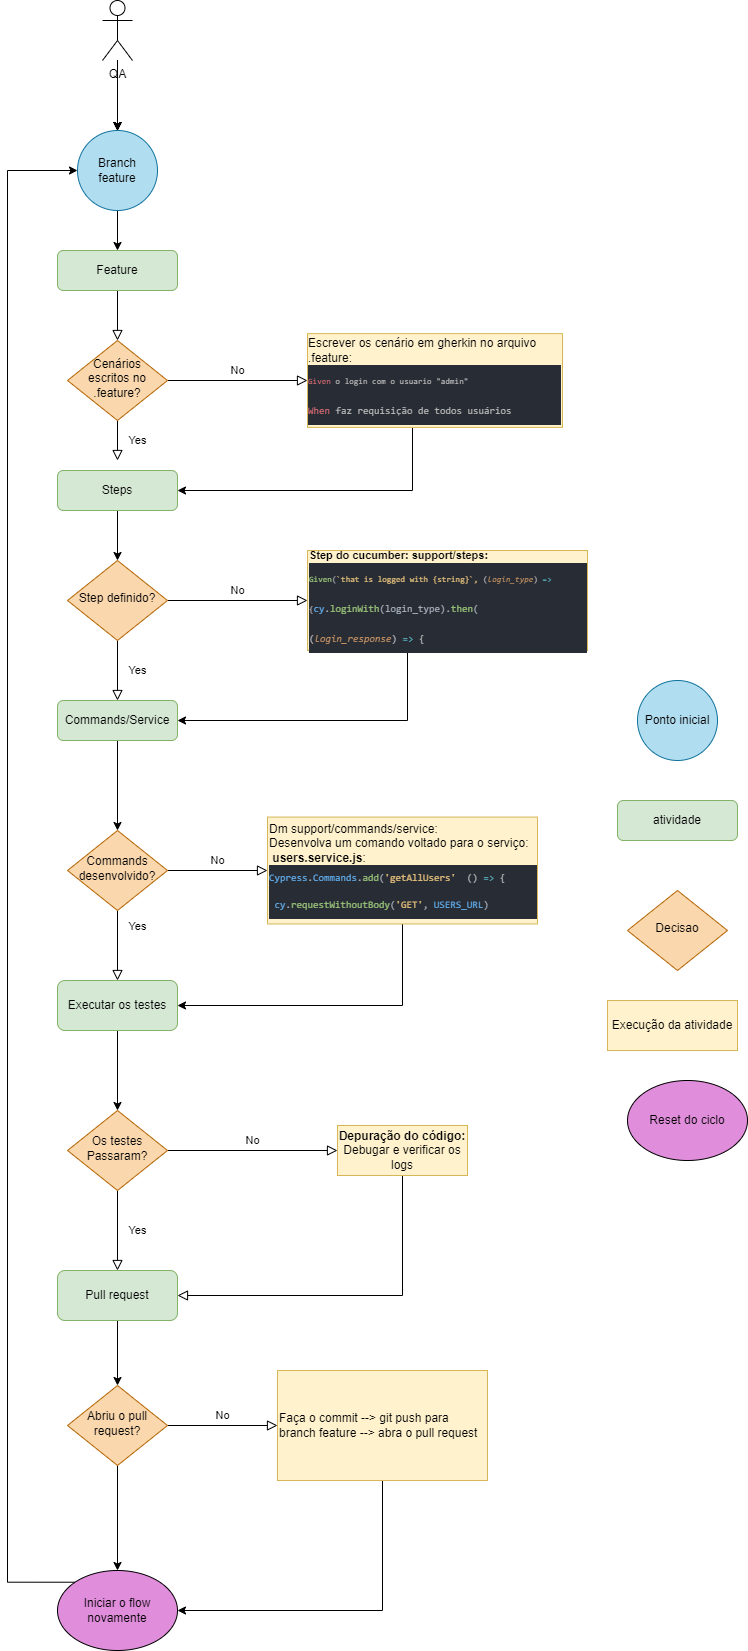 QA
Branch
feature
Feature
Cenários
escritos no
.feature?
No
Escrever os cenário em gherkin no arquivo
.feature:
Given o login com o usuario "admin"
When faz requisição de todos usuários
Yes
Steps
Step definido?
No
Step do cucumber: support/steps:
Given(`that is logged with {string}`, (login_type) =>
{cy.loginWith(login_type).then(
(login_response) => {
Yes
Commands/Service
Commands
desenvolvido?
No
Dm support/commands/service:
Desenvolva um comando voltado para o serviço:
users.service.js:
Cypress.Commands.add('getAllUsers' () => {
cy.requestWithoutBody('GET', USERS_URL)
Yes
Executar os testes
Os testes
Passaram?
No
Depuração do código:
Debugar e verificar os
logs
Yes
Pull request
Abriu o pull
request?
No
Faça o commit --> git push para
branch feature --> abra o pull request
Iniciar o flow
novamente
Ponto inicial
atividade
Decisao
Execução da atividade
Reset do ciclo